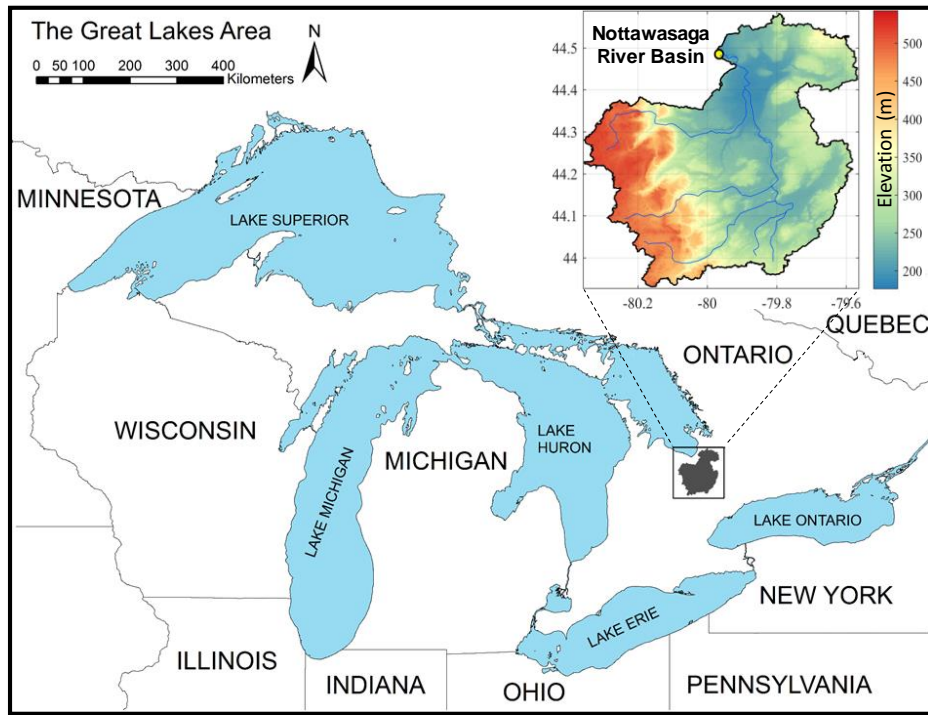 The Great Lakes Area
N
0 50 100 200 300 400
Kilometers
Nottawasaga
River Basin
44.5
44.4
44.3
44.2
44.1
44
-80.2 -80 -79.8 -79.6
500
450
400
350
300
250
200
Elevation (m)
MINNESOTA
LAKE SUPERIOR
QUEBEC
ONTARIO
WISCONSIN
LAKE MICHIGAN
MICHIGAN
LAKE
HURON
LAKE ONTARIO
NEW YORK
LAKE ERIE
ILLINOIS
INDIANA
OHIO
PENNSYLVANIA